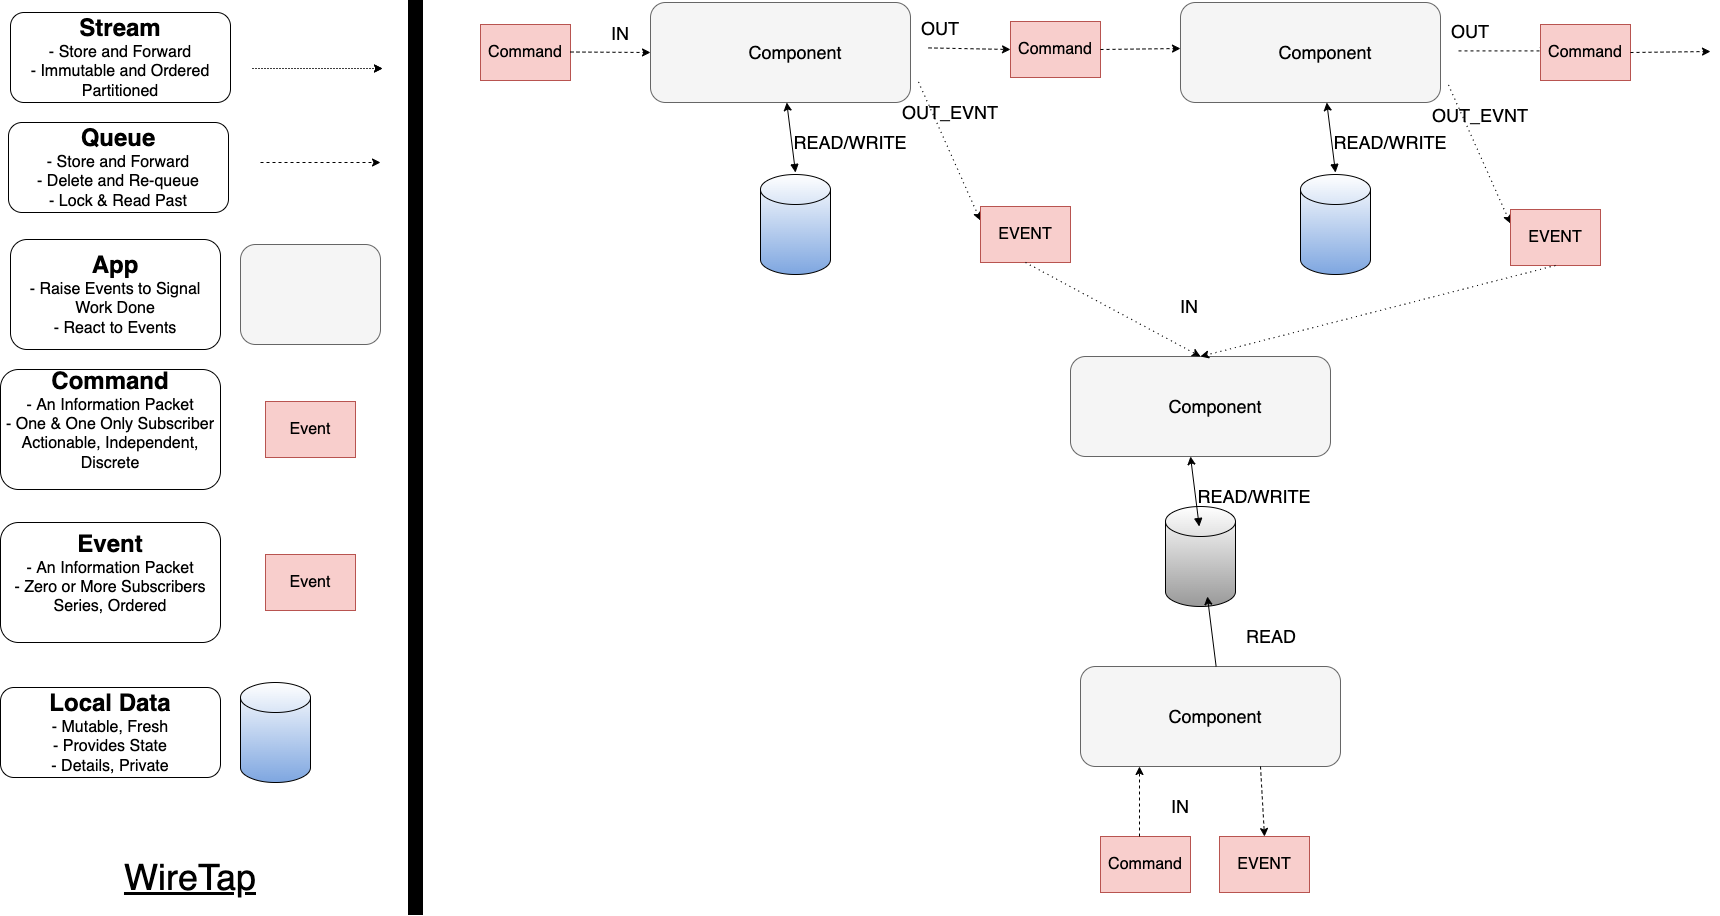 Stream
- Store and Forward
- Immutable and Ordered
Partitioned
Queue
- Store and Forward
- Delete and Re-queue
- Lock & Read Past
App
- Raise Events to Signal
Work Done
- React to Events
Command
- An Information Packet
- One & One Only Subscriber
Actionable, Independent,
Discrete
Event
Event
- An Information Packet
- Zero or More Subscribers
Series, Ordered
Event
Local Data
- Mutable, Fresh
- Provides State
- Details, Private
WireTap
Command
IN
Component
OUT
Command
Component
OUT
Command
OUT_EVNT
OUT_EVNT
READ/WRITE
READ/WRITE
EVENT
EVENT
IN
Component
READ/WRITE
READ
Component
IN
Command
EVENT